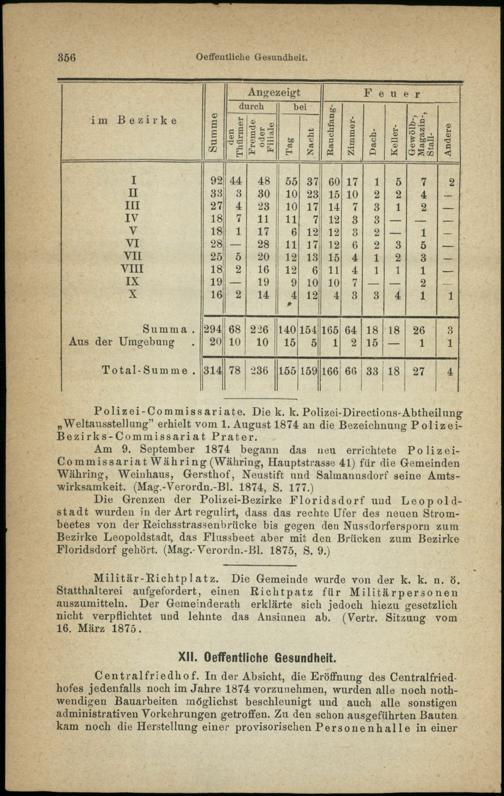 356 Oeffentliche Gesundheit.
im Bezirke Summe Angezeigt Feuer
durch bei
den Thürmer Fremde oder Filiale Tag Nacht Rauchfang- Zimmer- Dach- Keller- Gewölb-, Magazin-, Stall- Andere
I 92 44 48 55 37 60 17 1 5 7 2
II 33 3 30 10 23 15 10 2 2 4 —
III 27 4 23 10 17 14 7 3 1 2 —
IV 18 7 11 11 7 12 3 3 — — —
V 18 1 17 6 12 12 3 2 — 1 —
VI 28 — 28 11 17 12 6 2 3 5 —
VII 25 5 20 12 13 15 4 1 2 3 —
VIII 18 2 16 12 6 11 4 1 1 1 —
IX 19 — 19 9 10 10 7 — — 2 —
X 16 2 14 4 12 4 3 3 4 1 1
Summa . 294 68 226 140 154 165 64 18 18 26 3
Aus der Umgebung . 20 10 10 15 5 1 2 15 — 1 1
Total-Summe . 314 78 236 155 159 166 66 33 18 27 4
Polizei-Commissariate. Die k. k. Polizei-Directions-Abtheilung
„Weltausstellung" erhielt vom 1. August 1874 an die Bezeichnung Polizei-
Bezirks-Commissariat Prater.
Am 9. September 1874 begann das neu errichtete Polizei-
Commissariat Währing (Währing, Hauptstrasse 41) für die Gemeinden
Währing, Weinhaus, Gersthof, Neustift und Salmannsdorf seine Amts-
wirksamkeit. (Mag.-Verordn.-Bl. 1874, S. 177.)
Die Grenzen der Polizei-Bezirke Floridsdorf und Leopold-
stadt wurden in der Art regulirt, dass das rechte Ufer des neuen Strom-
beetes von der Reichsstrassenbrücke bis gegen den Nussdorfersporn zum
Bezirke Leopoldstadt, das Flussbeet aber mit den Brücken zum Bezirke
Floridsdorf gehört. (Mag.-Verordn.-Bl. 1875, S. 9.)
Militär-Richtplatz. Die Gemeinde wurde von der k. k. n. ö.
Statthalterei aufgefordert, einen Richtpatz für Militärpersonen
auszumitteln. Der Gemeinderath erklärte sich jedoch hiezu gesetzlich
nicht verpflichtet und lehnte das Ansinnen ab. (Vertr. Sitzung vom
16. März 1875.
XII. Oeffentliche Gesundheit.
Centralfriedhof. In der Absicht, die Eröffnung des Centralfried-
hofes jedenfalls noch im Jahre 1874 vorzunehmen, wurden alle noch noth-
wendigen Bauarbeiten möglichst beschleunigt und auch alle sonstigen
administrativen Vorkehrungen getroffen. Zu den schon ausgeführten Bauten
kam noch die Herstellung einer provisorischen Personenhalle in einer